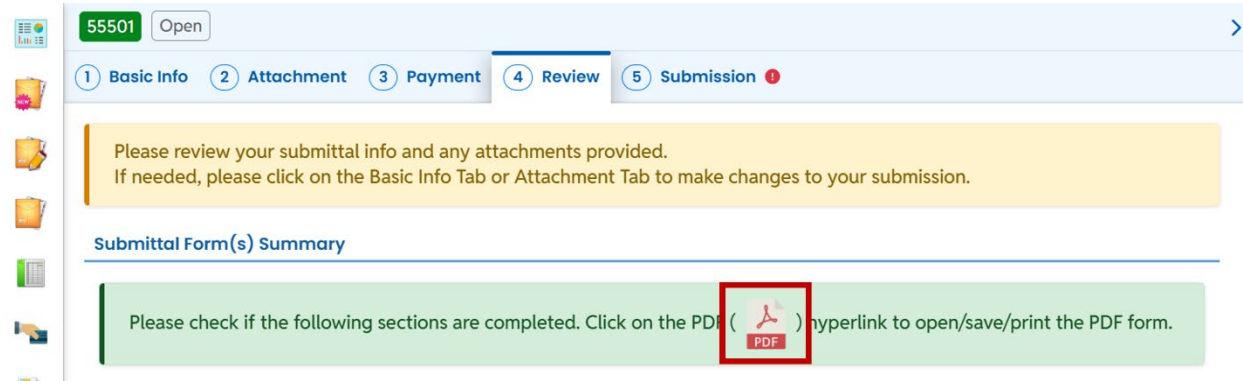 55501 Open
1 Basic Info 2 Attachment 3 Payment 4 Review 5 Submission !
NEW
Please review your submittal info and any attachments provided.
If needed, please click on the Basic Info Tab or Attachment Tab to make changes to your submission.
Submittal Form(s) Summary
Please check if the following sections are completed. Click on the PDF ( PDF ) hyperlink to open/save/print the PDF form.